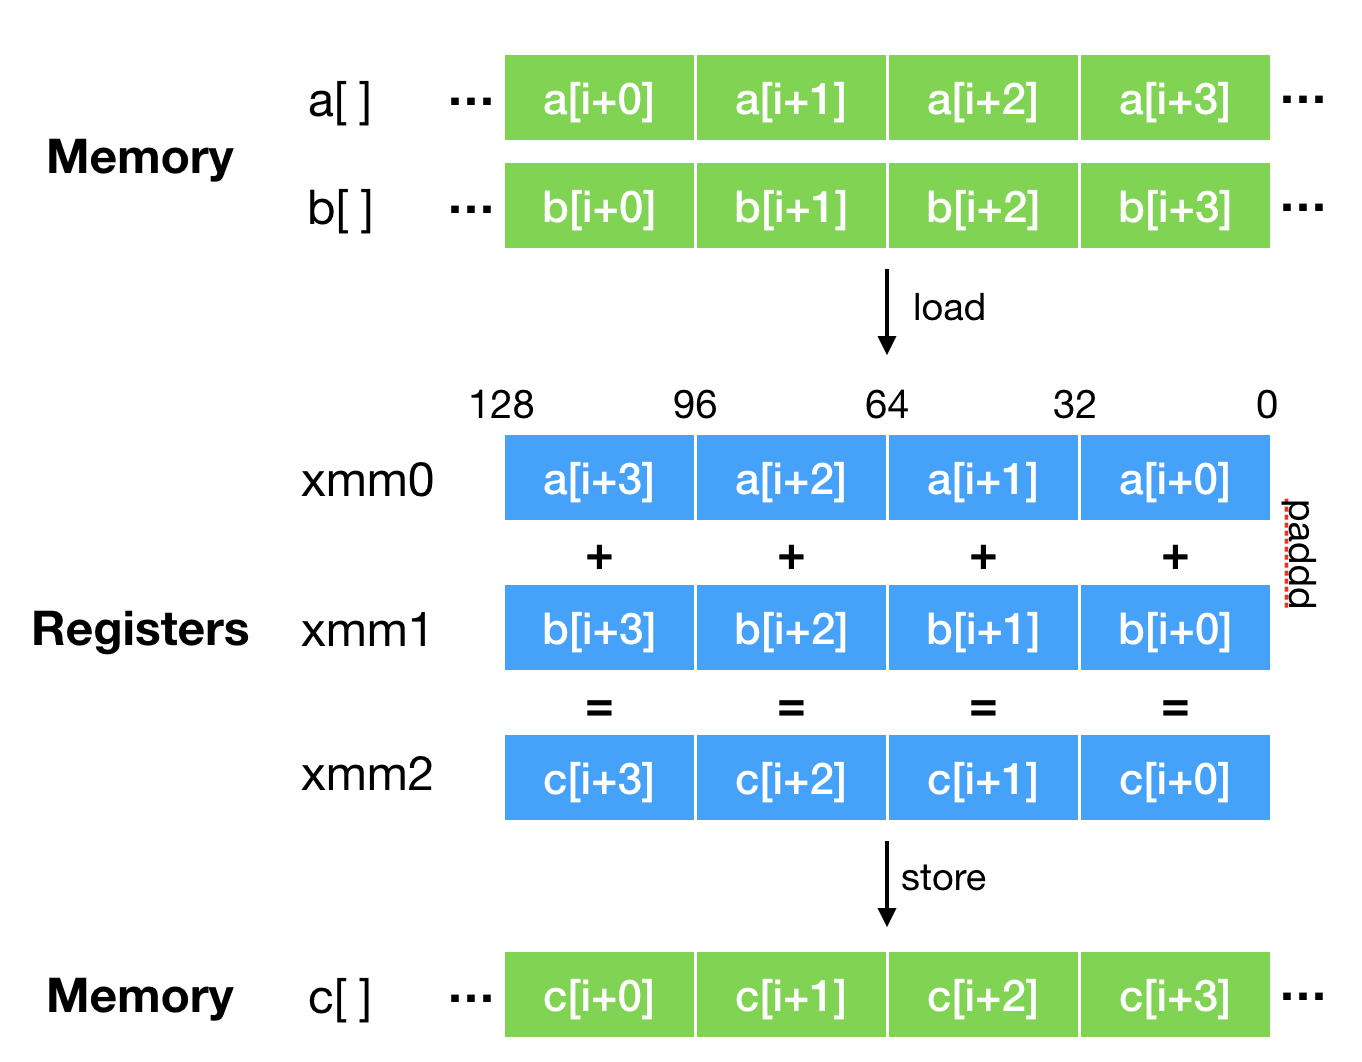 a[ ] ... a[i+0] a[i+1] a[i+2] a[i+3] ...
Memory
b[ ] ... b[i+0] b[i+1] b[i+2] b[i+3] ...
load
128 96 64 32 0
xmm0 a[i+3] a[i+2] a[i+1] a[i+0]
+ + + +
paddd
Registers xmm1 b[i+3] b[i+2] b[i+1] b[i+0]
= = = =
xmm2 c[i+3] c[i+2] c[i+1] c[i+0]
store
Memory c[ ] ... c[i+0] c[i+1] c[i+2] c[i+3] ...